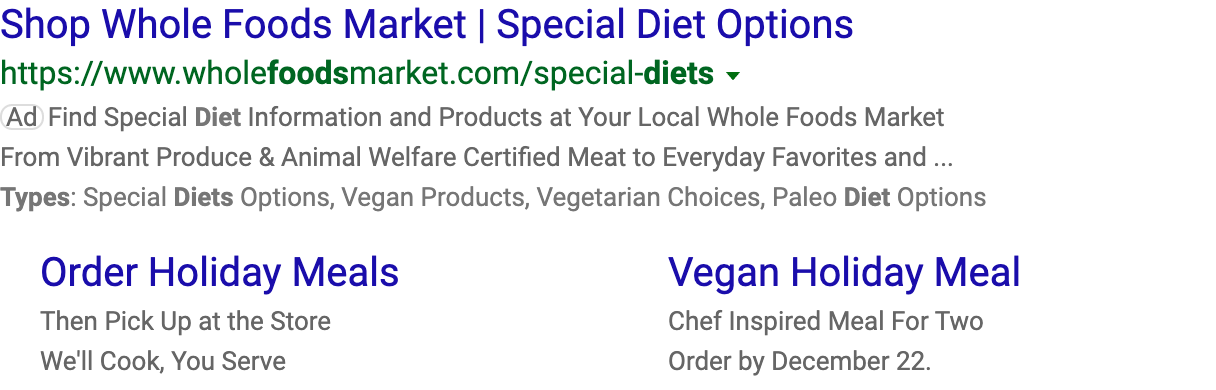 Shop Whole Foods Market | Special Diet Options
https://www.wholefoodsmarket.com/special-diets
Ad Find Special Diet Information and Products at Your Local Whole Foods Market
From Vibrant Produce & Animal Welfare Certified Meat to Everyday Favorites and ...
Types: Special Diets Options, Vegan Products, Vegetarian Choices, Paleo Diet Options
Order Holiday Meals
Then Pick Up at the Store
We'll Cook, You Serve
Vegan Holiday Meal
Chef Inspired Meal For Two
Order by December 22.